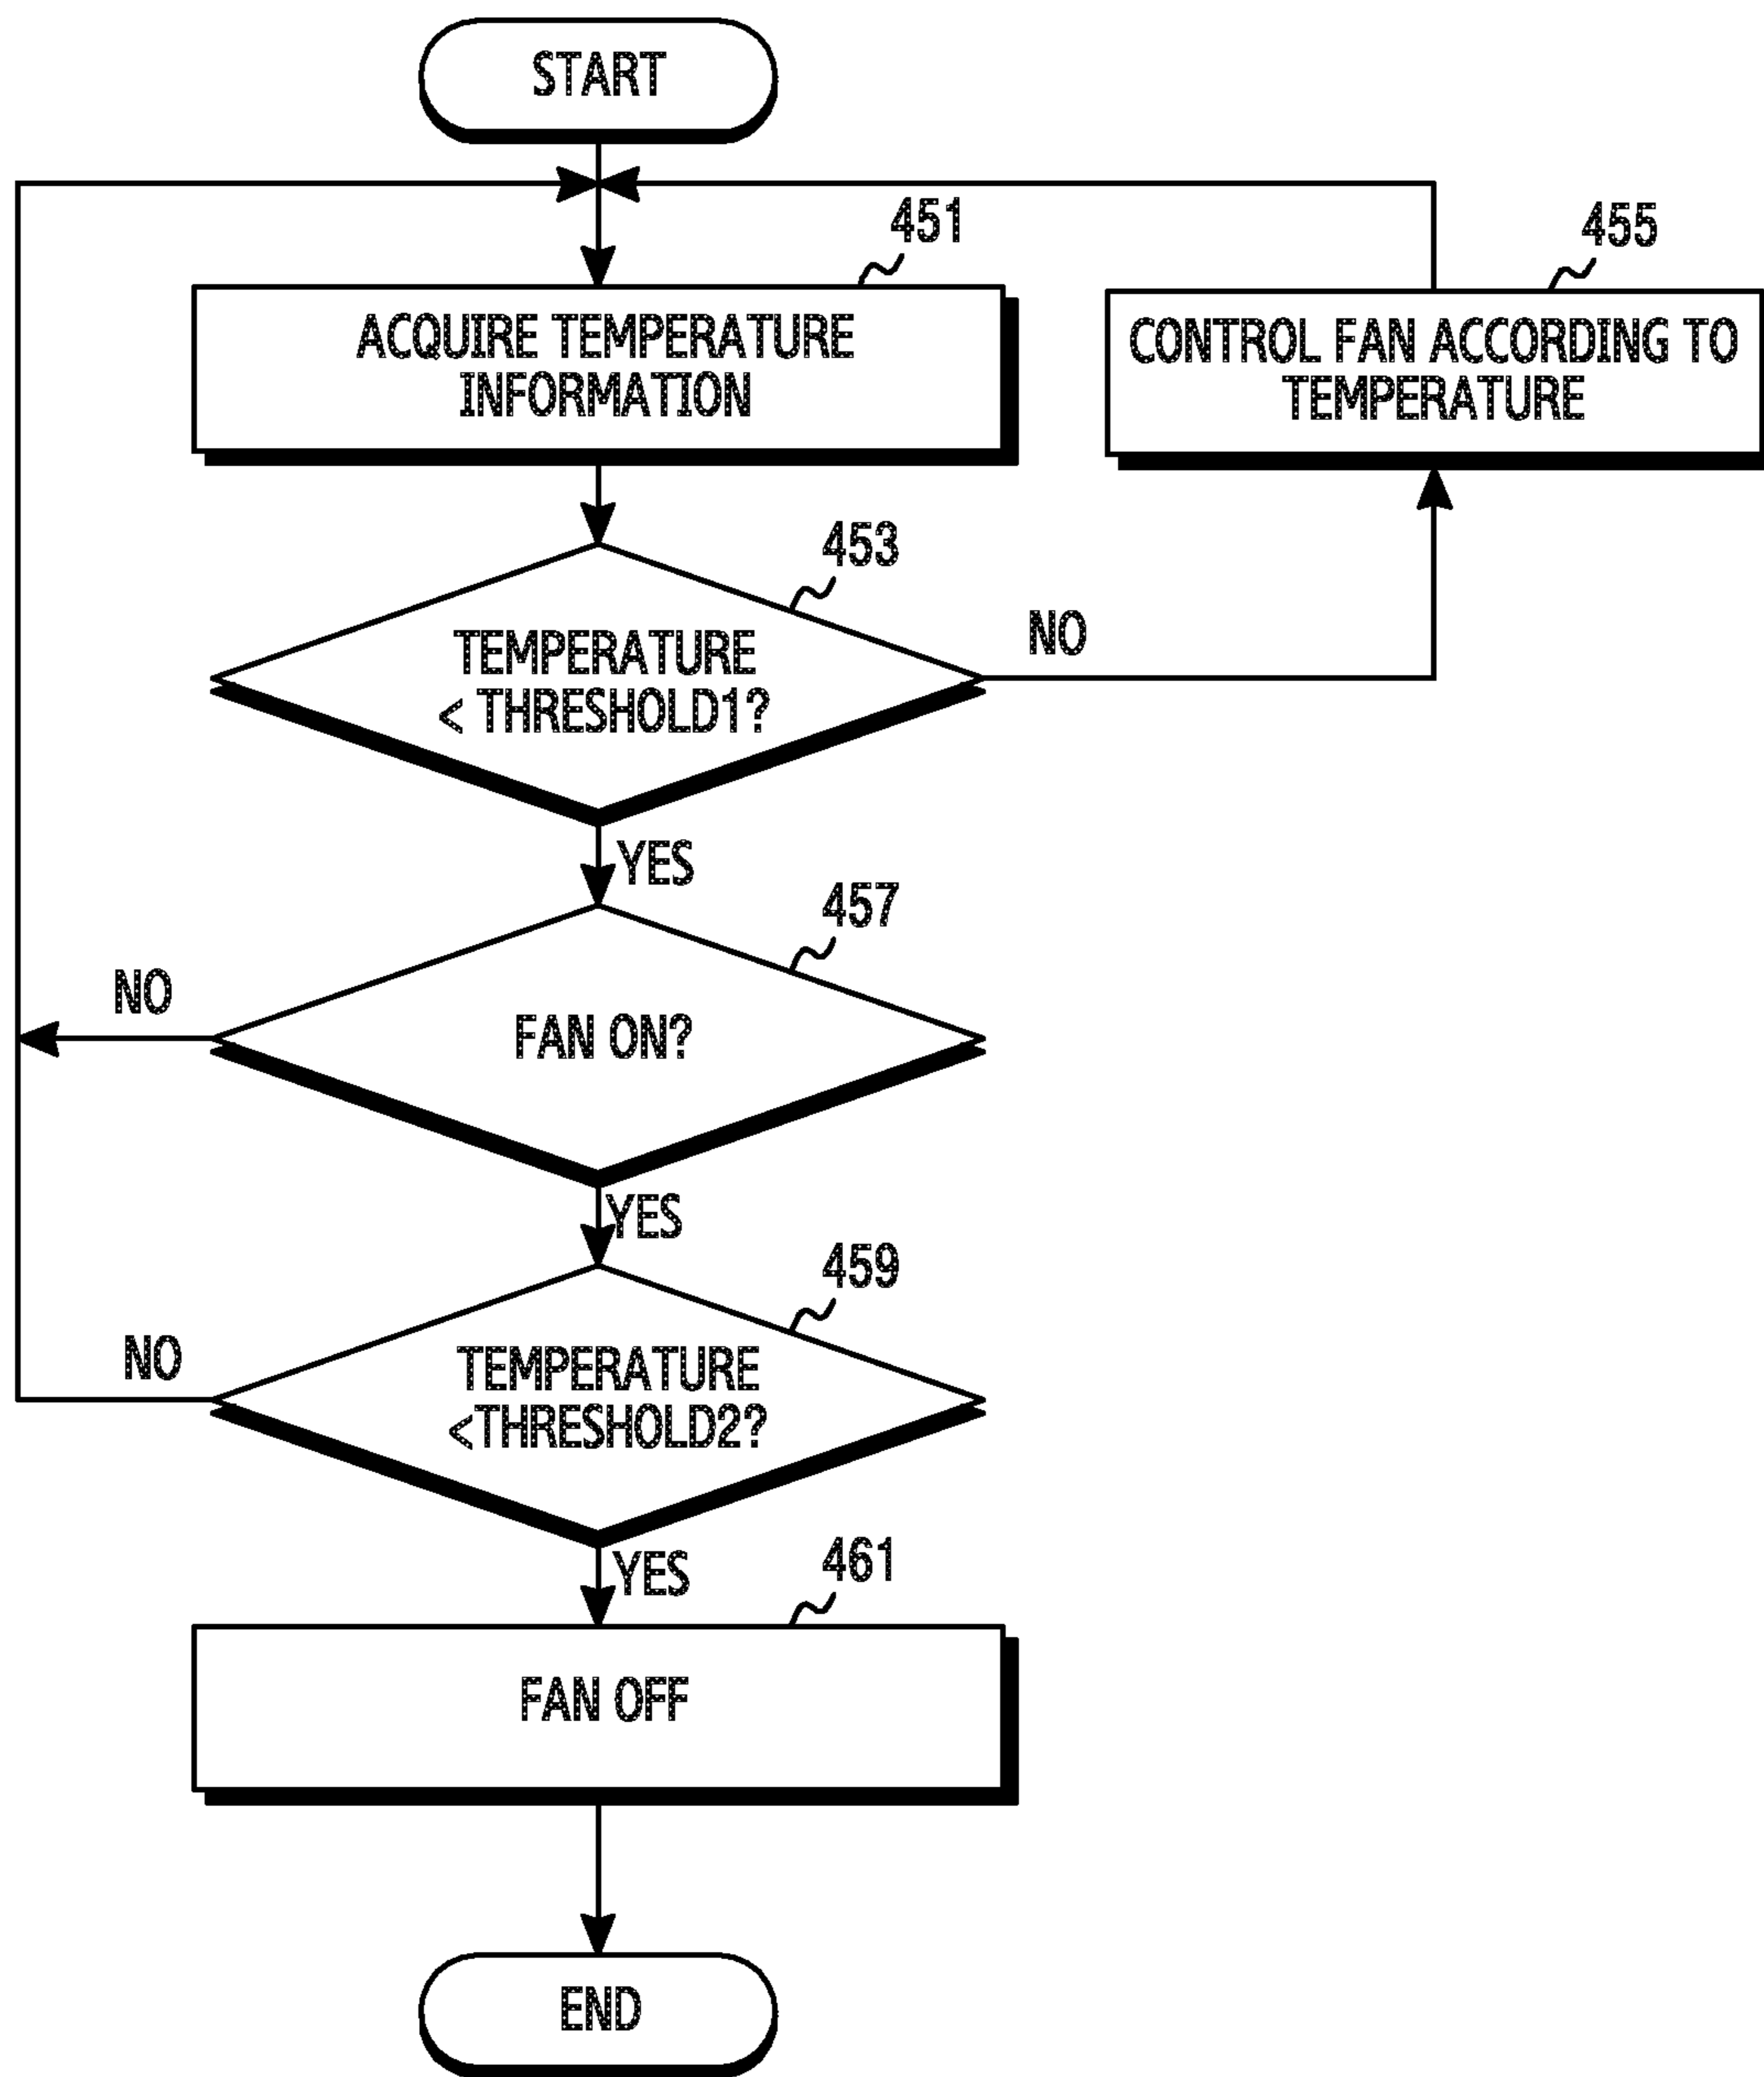 START
451
ACQUIRE TEMPERATURE
INFORMATION
455
CONTROL FAN ACCORDING TO
TEMPERATURE
453
TEMPERATURE
< THRESHOLD1?
NO
YES
457
FAN ON?
NO
YES
459
TEMPERATURE
<THRESHOLD2?
NO
YES
461
FAN OFF
END